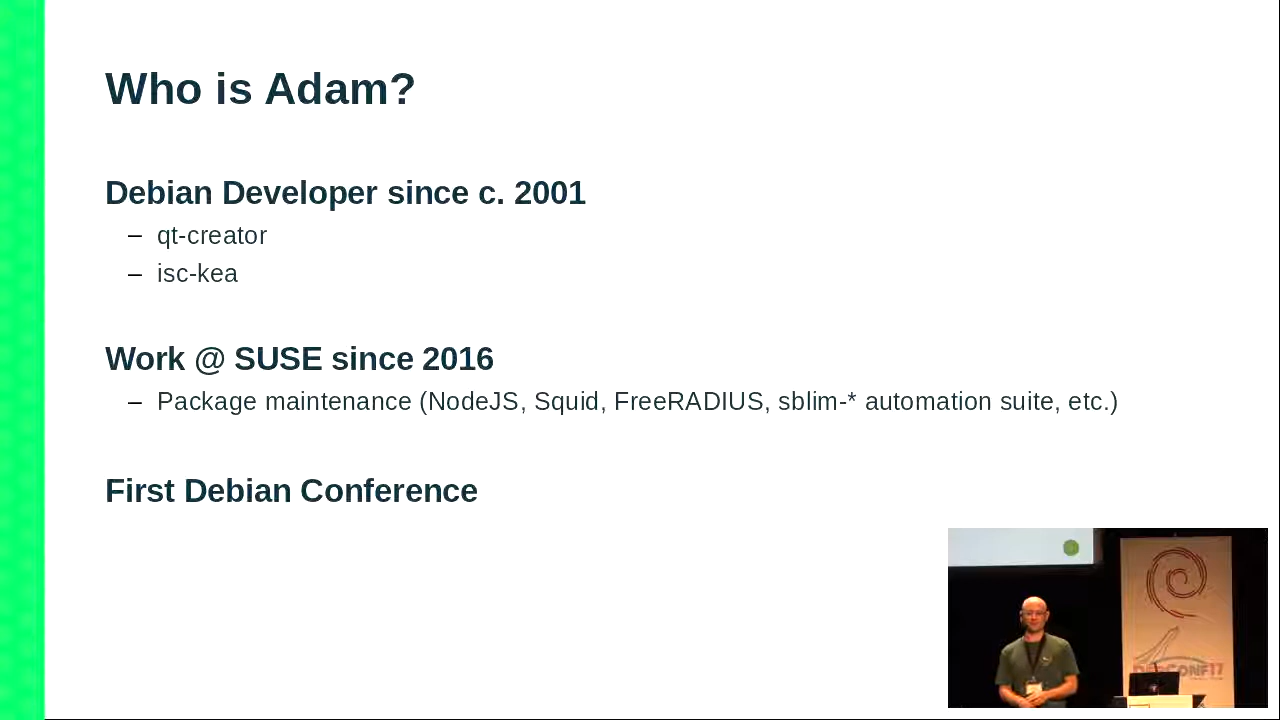 Who is Adam?
Debian Developer since c. 2001
– qt-creator
– isc-kea
Work @ SUSE since 2016
– Package maintenance (NodeJS, Squid, FreeRADIUS, sblim-* automation suite, etc.)
First Debian Conference
DEBCONF17